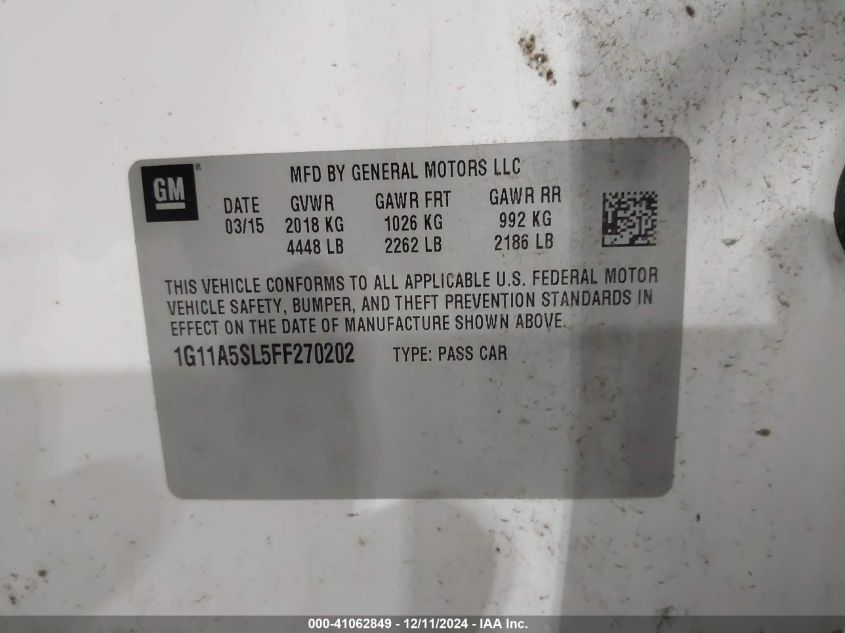 GM®
MFD BY GENERAL MOTORS LLC
DATE GVWR GAWR FRT GAWR RR
03/15 2018 KG 1026 KG 992 KG
4448 LB 2262 LB 2186 LB
THIS VEHICLE CONFORMS TO ALL APPLICABLE U.S. FEDERAL MOTOR
VEHICLE SAFETY, BUMPER, AND THEFT PREVENTION STANDARDS IN
EFFECT ON THE DATE OF MANUFACTURE SHOWN ABOVE.
1G11A5SL5FF270202 TYPE: PASS CAR
000-41062849 - 12/11/2024 - IAA Inc.